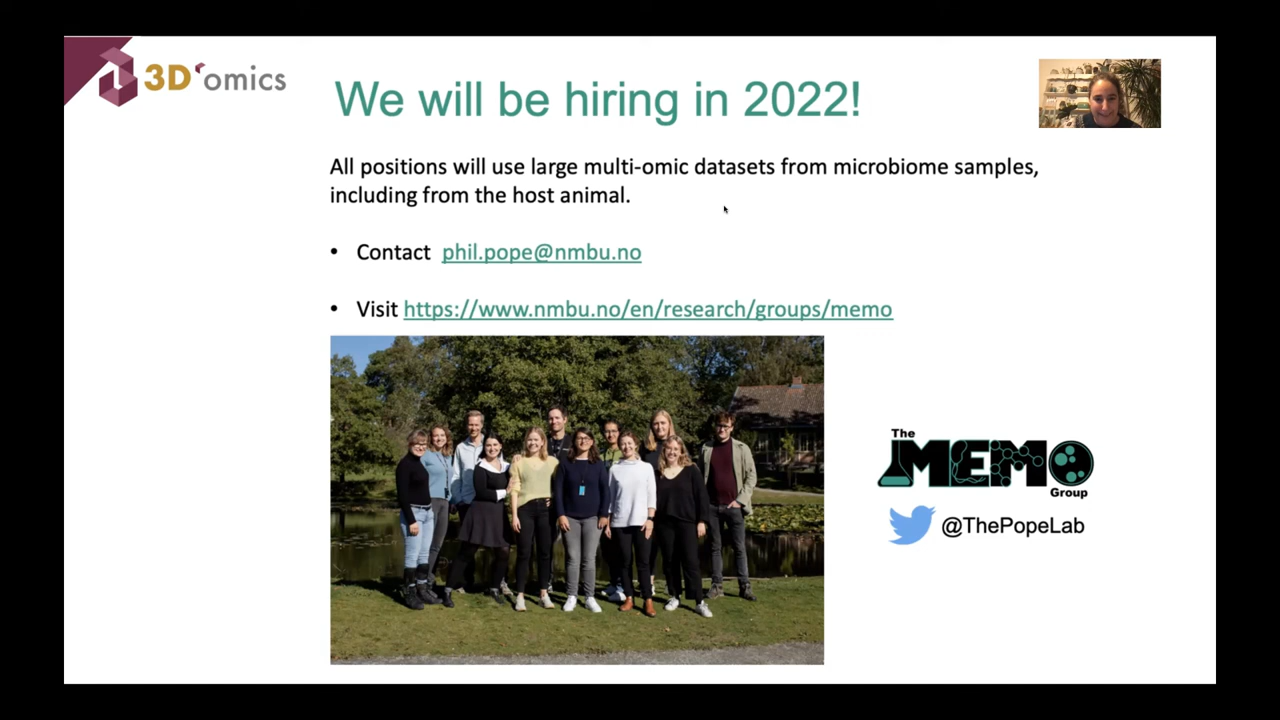 3D'omics
We will be hiring in 2022!
All positions will use large multi-omic datasets from microbiome samples,
including from the host animal.
• Contact phil.pope@nmbu.no
• Visit https://www.nmbu.no/en/research/groups/memo
The
MEMO
Group
@ThePopeLab